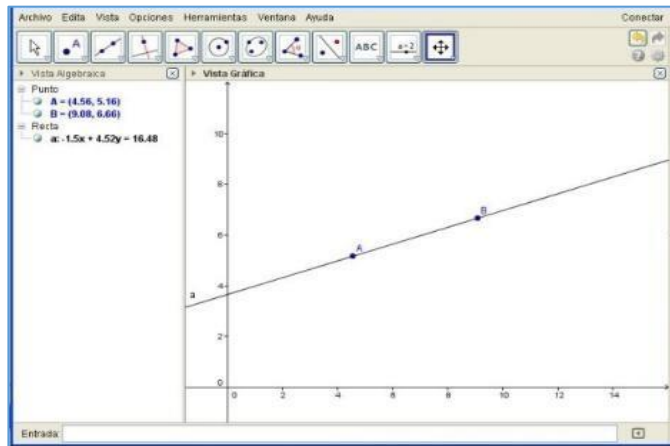 Archivo Edita Vista Opciones Herramientas Ventana Ayuda Conectar
A ABC a=2
Vista Algebraica Vista Gráfica
Punto
A = (4.56, 5.16)
B = (9.08, 6.66)
Recta
a: -1.5x + 4.52y = 16.48
10
8
B
6
A
4
a
2
0
0 2 4 6 8 10 12 14
Entrada: